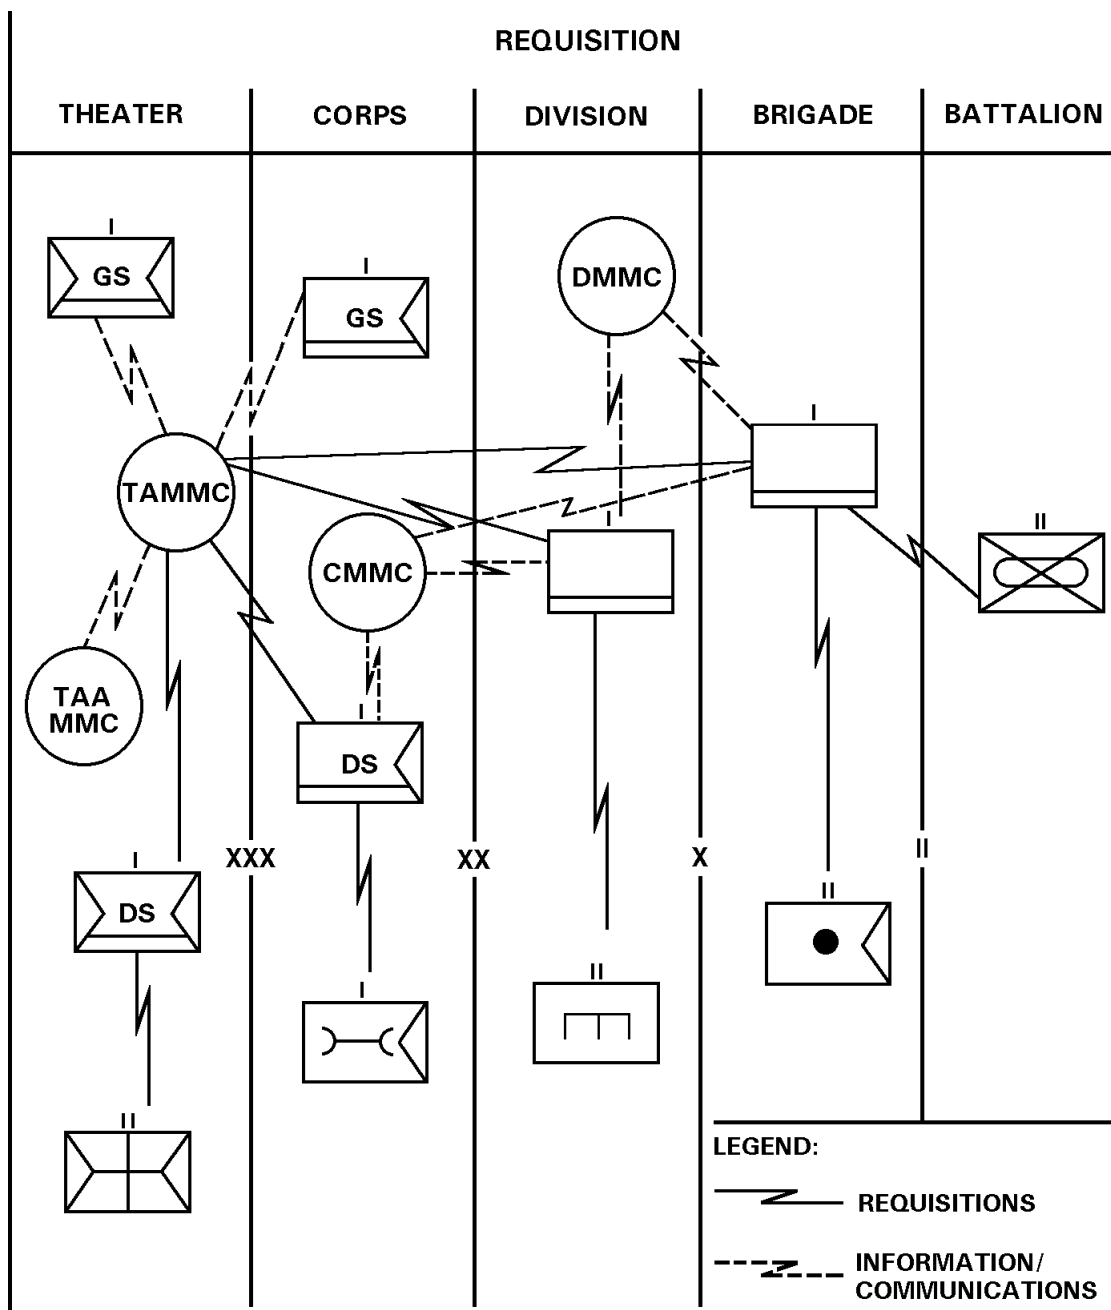 REQUISITION
THEATER
CORPS
DIVISION
BRIGADE
BATTALION
I
GS
I
GS
DMMC
I
TAMMC
CMMC
I
II
TAA
MMC
I
DS
XXX
XX
X
II
I
DS
II
I
II
II
LEGEND:
REQUISITIONS
INFORMATION/
COMMUNICATIONS